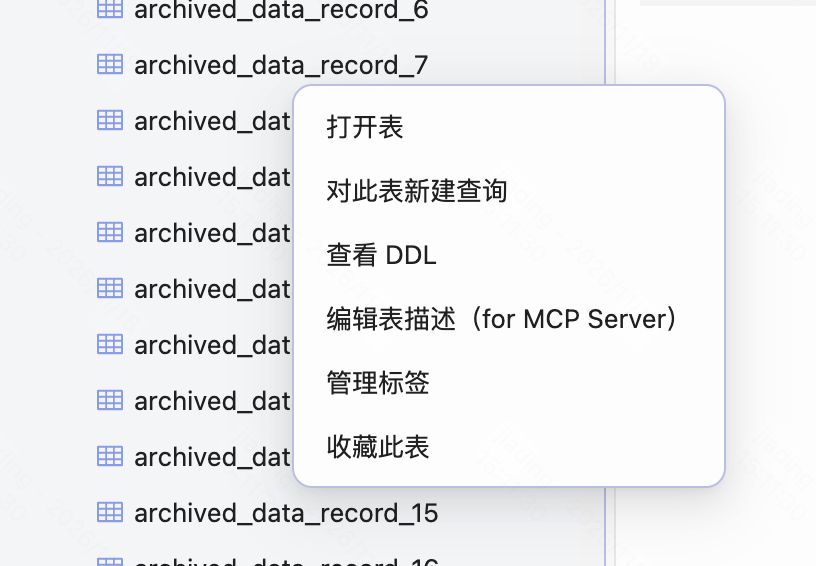 archived_data_record_6
archived_data_record_7
archived_dat
打开表
archived_dat
对此表新建查询
archived_dat
查看 DDL
archived_dat
编辑表描述（for MCP Server）
archived_dat
管理标签
archived_dat
收藏此表
archived_dat
archived_data_record_15
archived_data_record_16